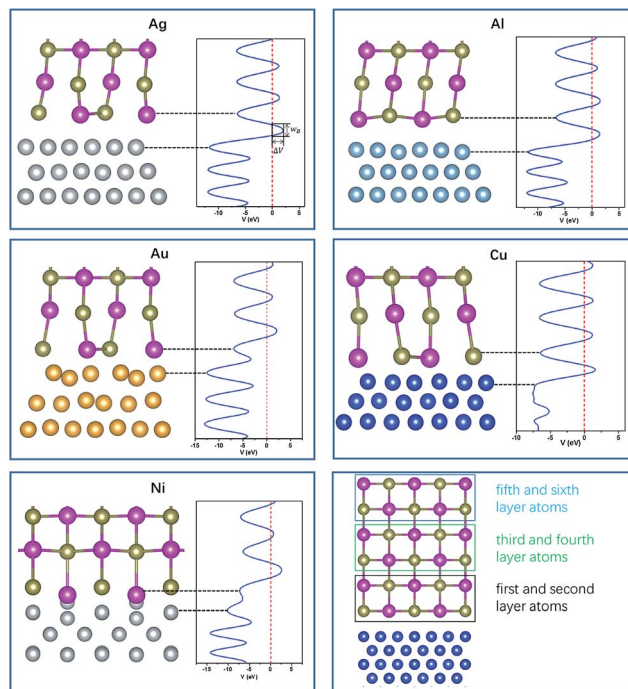 Ag
w_B
ΔV
-10 -5 0 5
V (eV)
Al
-15 -10 -5 0 5
V (eV)
Au
-15 -10 -5 0 5
V (eV)
Cu
-10 -5 0 5
V (eV)
Ni
-15 -10 -5 0 5
V (eV)
fifth and sixth
layer atoms
third and fourth
layer atoms
first and second
layer atoms